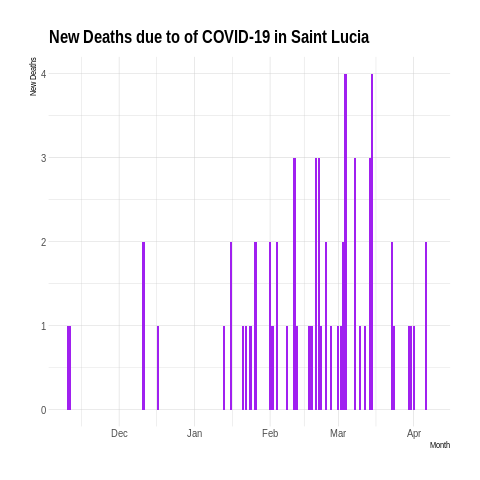 New Deaths due to of COVID-19 in Saint Lucia
New Deaths
4
3
2
1
0
Dec Jan Feb Mar Apr
Month